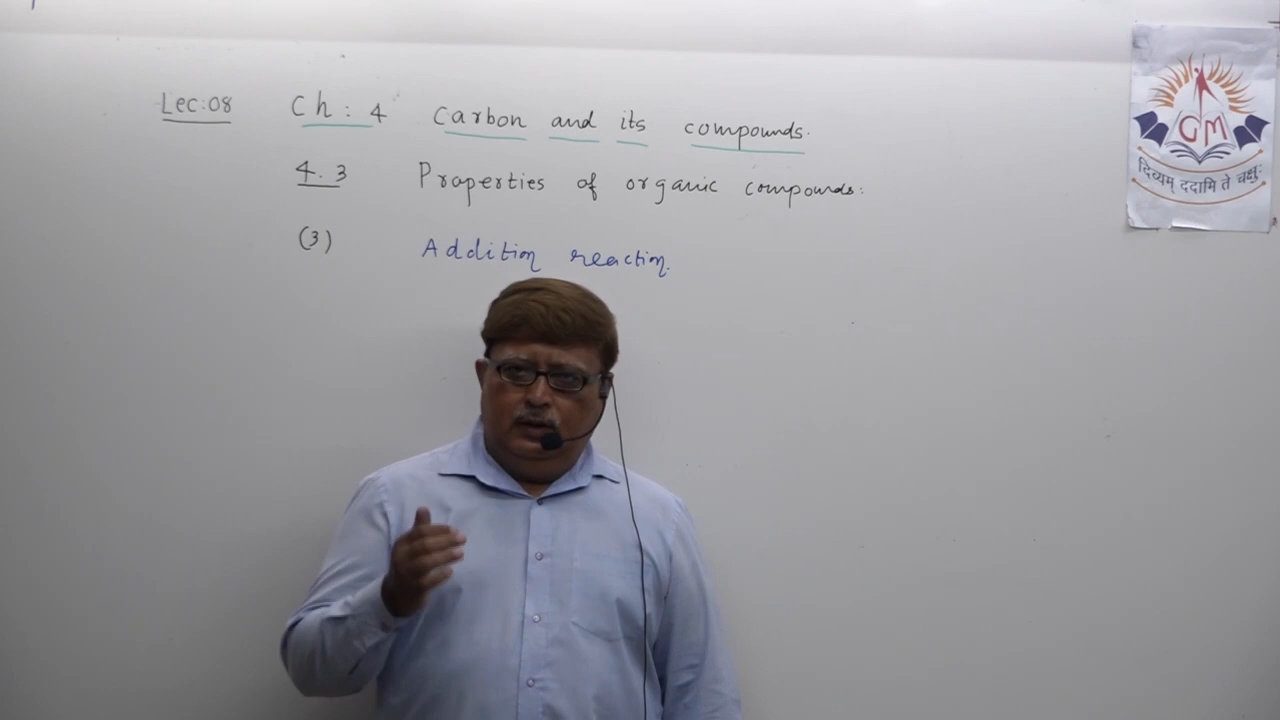 Lec:08 Ch: 4 Carbon and its compounds.
4.3 Properties of organic compounds:
(3) Addition reaction.
GM
दिव्यम् ददामि ते चक्षुः